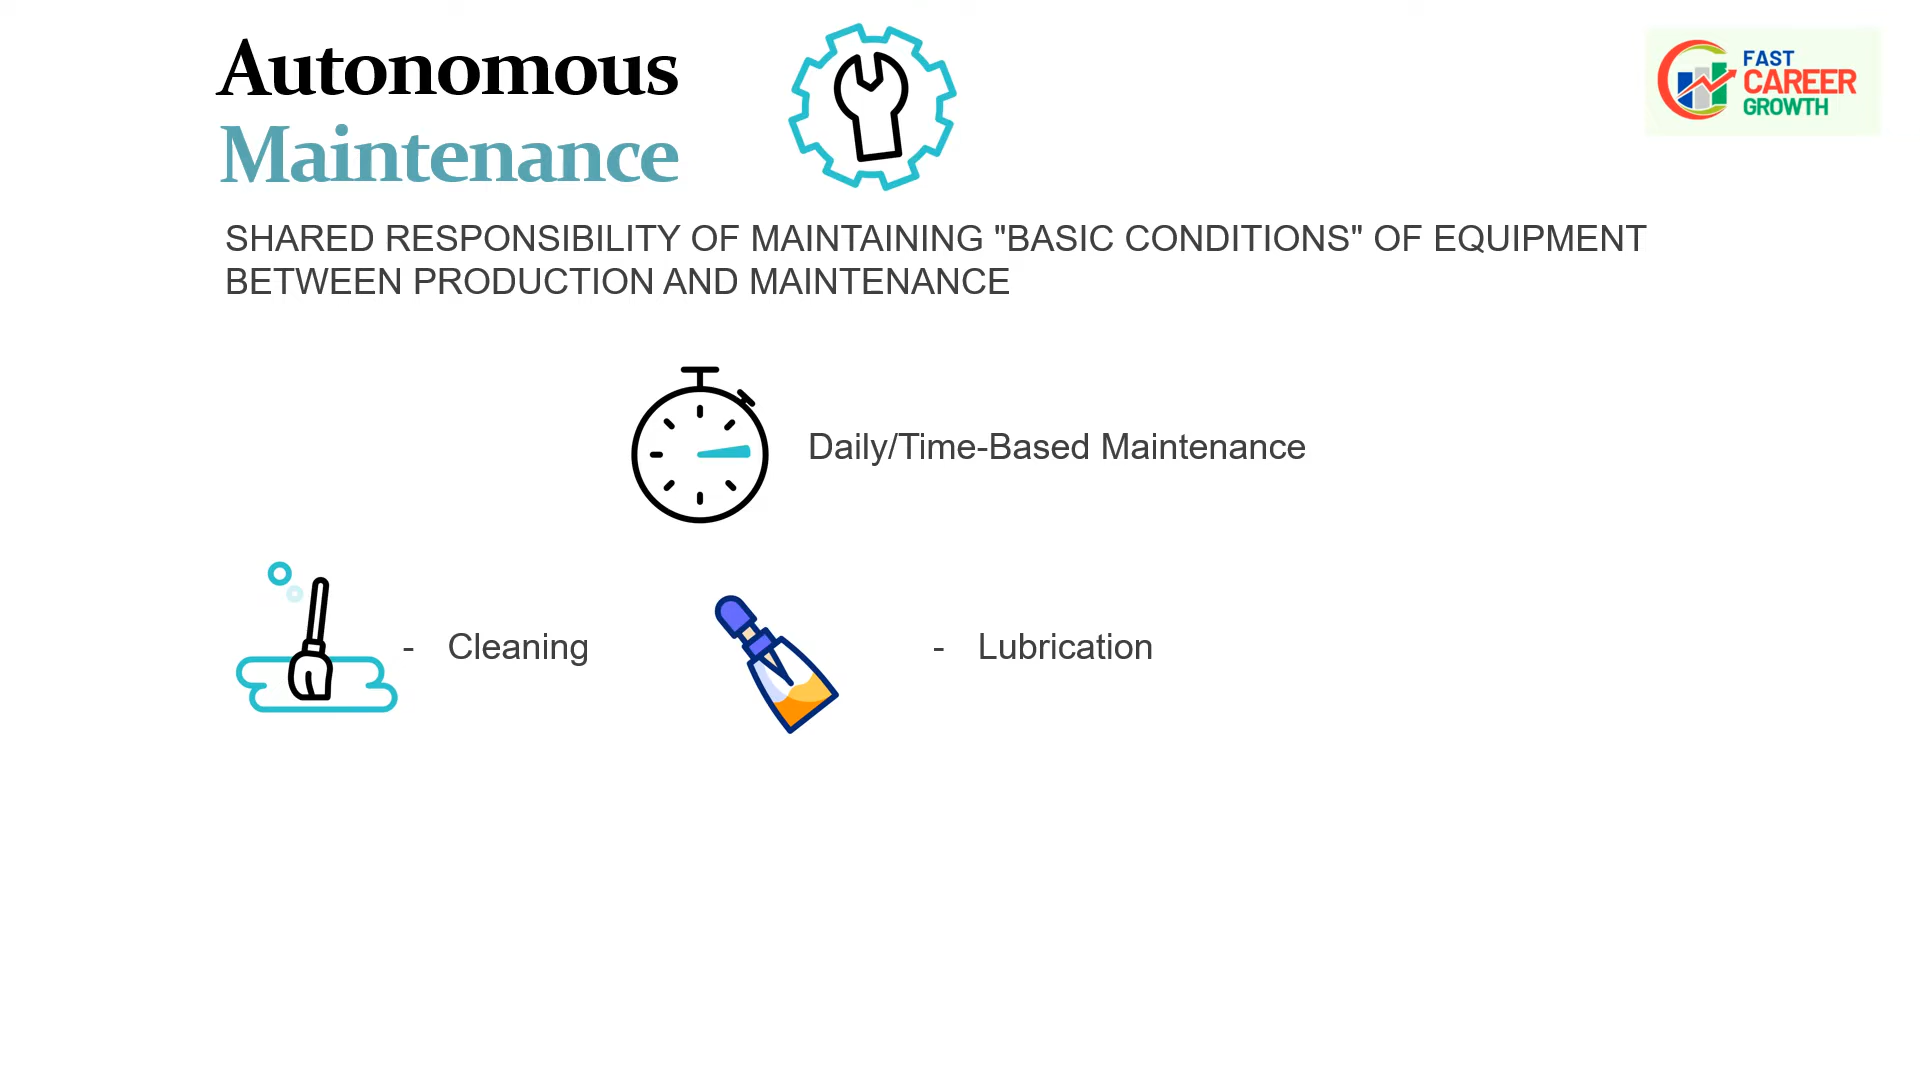 Autonomous
Maintenance
FAST
CAREER
GROWTH
SHARED RESPONSIBILITY OF MAINTAINING "BASIC CONDITIONS" OF EQUIPMENT
BETWEEN PRODUCTION AND MAINTENANCE
Daily/Time-Based Maintenance
- Cleaning
- Lubrication